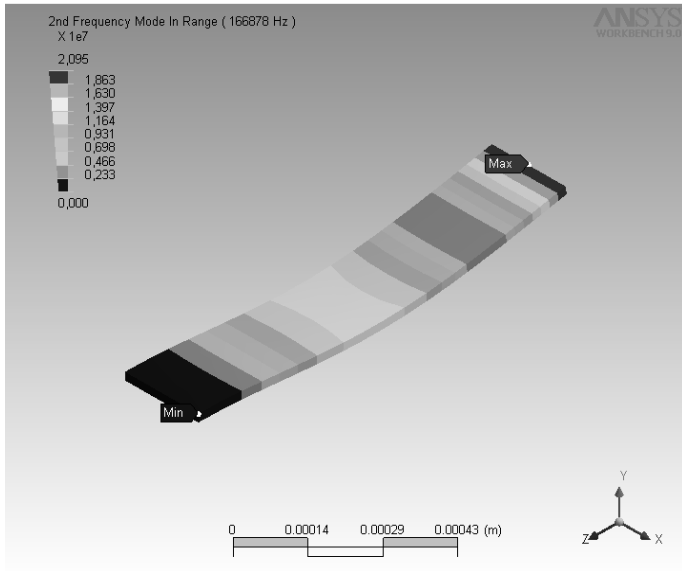 2nd Frequency Mode In Range ( 166878 Hz )
X 1e7
2,095
1,863
1,630
1,397
1,164
0,931
0,698
0,466
0,233
0,000
ANSYS
WORKBENCH 9.0
Max
Min
Y
Z
X
0
0.00014
0.00029
0.00043 (m)